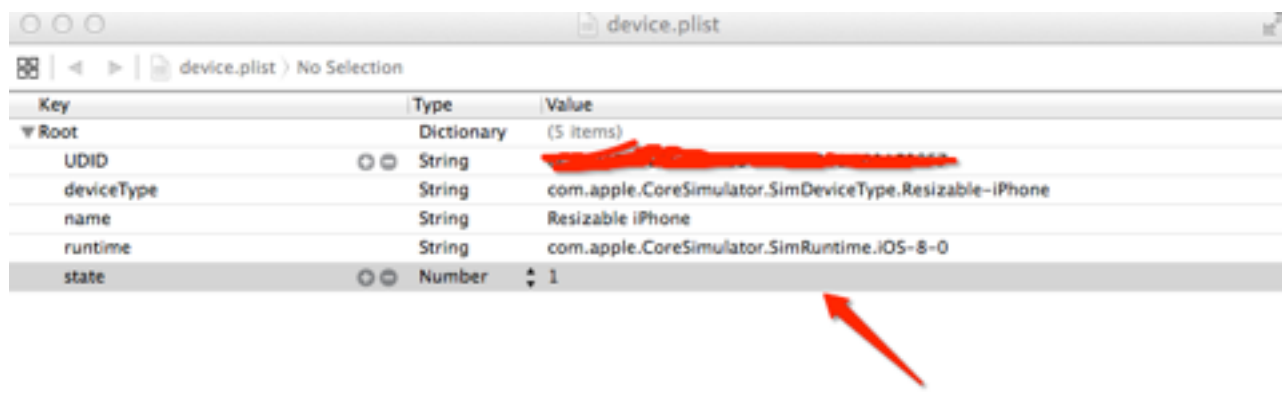 device.plist
device.plist No Selection
Key Type Value
Root Dictionary (5 items)
UDID String
deviceType String com.apple.CoreSimulator.SimDeviceType.Resizable-iPhone
name String Resizable iPhone
runtime String com.apple.CoreSimulator.SimRuntime.iOS-8-0
state Number 1